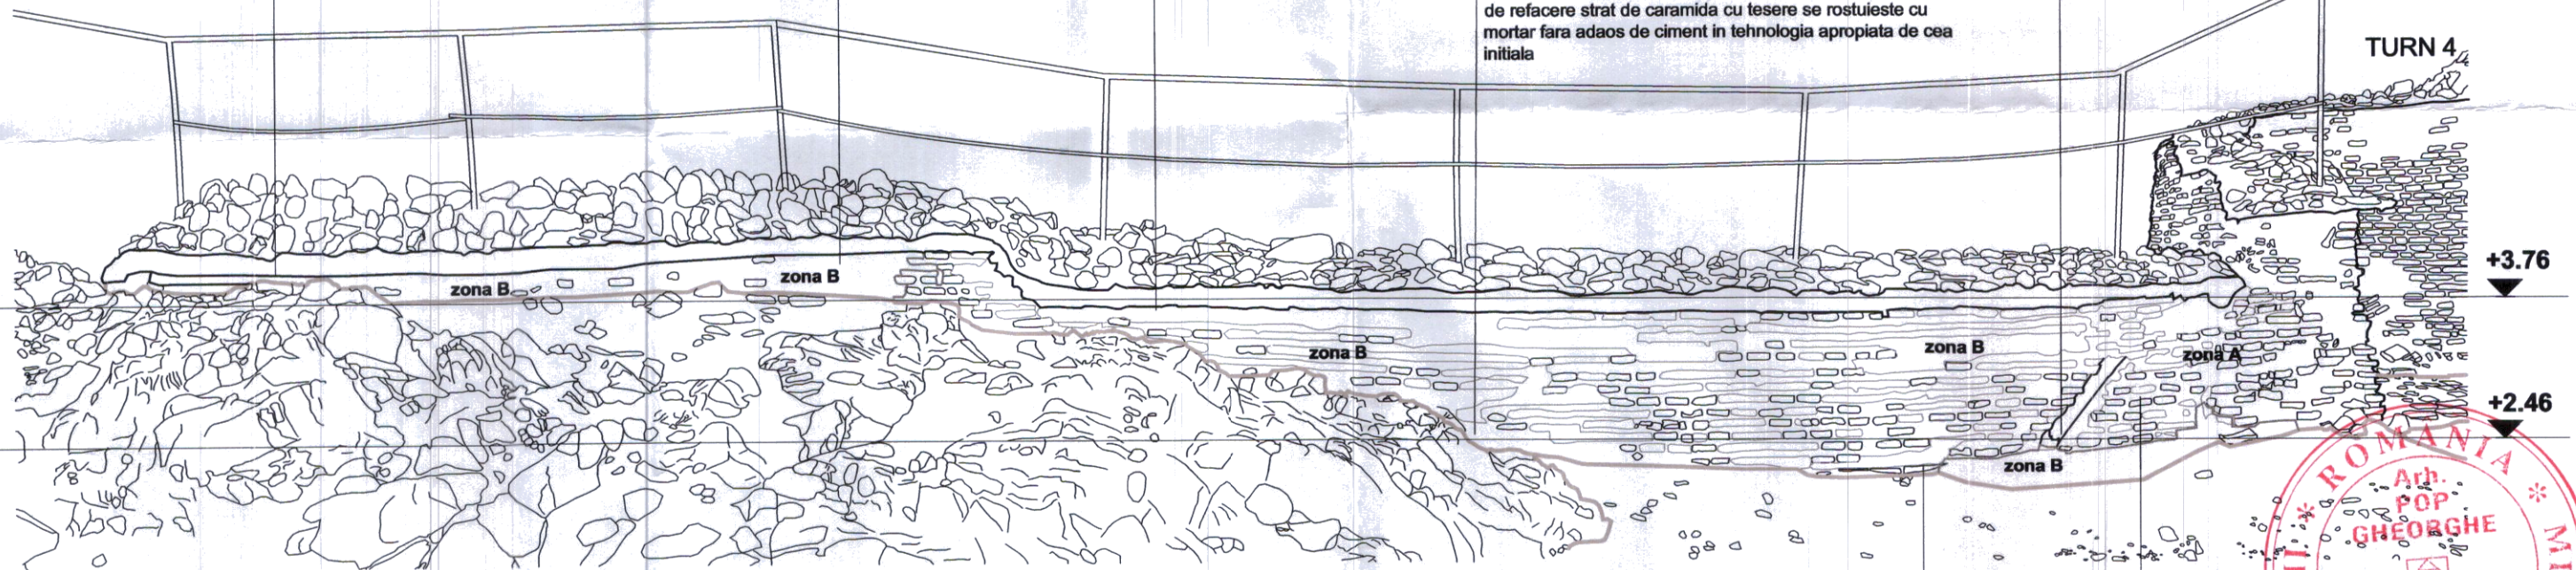 de refacere strat de caramida cu tesere se rostuieste cu
mortar fara adaos de ciment in tehnologia apropiata de cea
initiala
TURN 4
+3.76
zona B
zona B
zona B
zona B
zona A
+2.46
zona B
* ROMANIA *
Arh.
POP
GHEORGHE